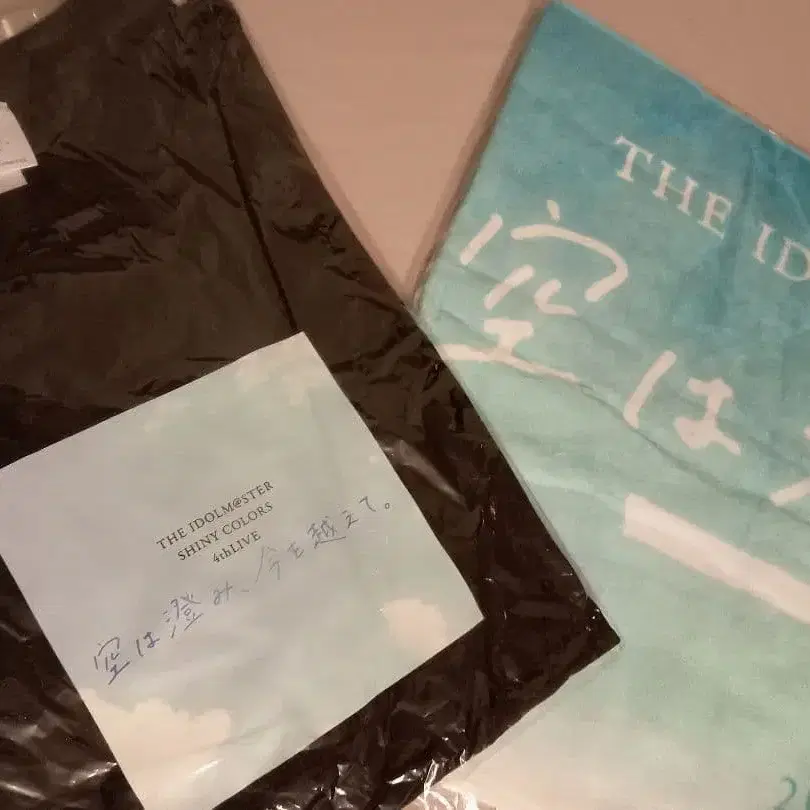 THE IDOLM@STER
SHINY COLORS
4thLIVE
空は澄み、今を越えて。
THE ID
空は